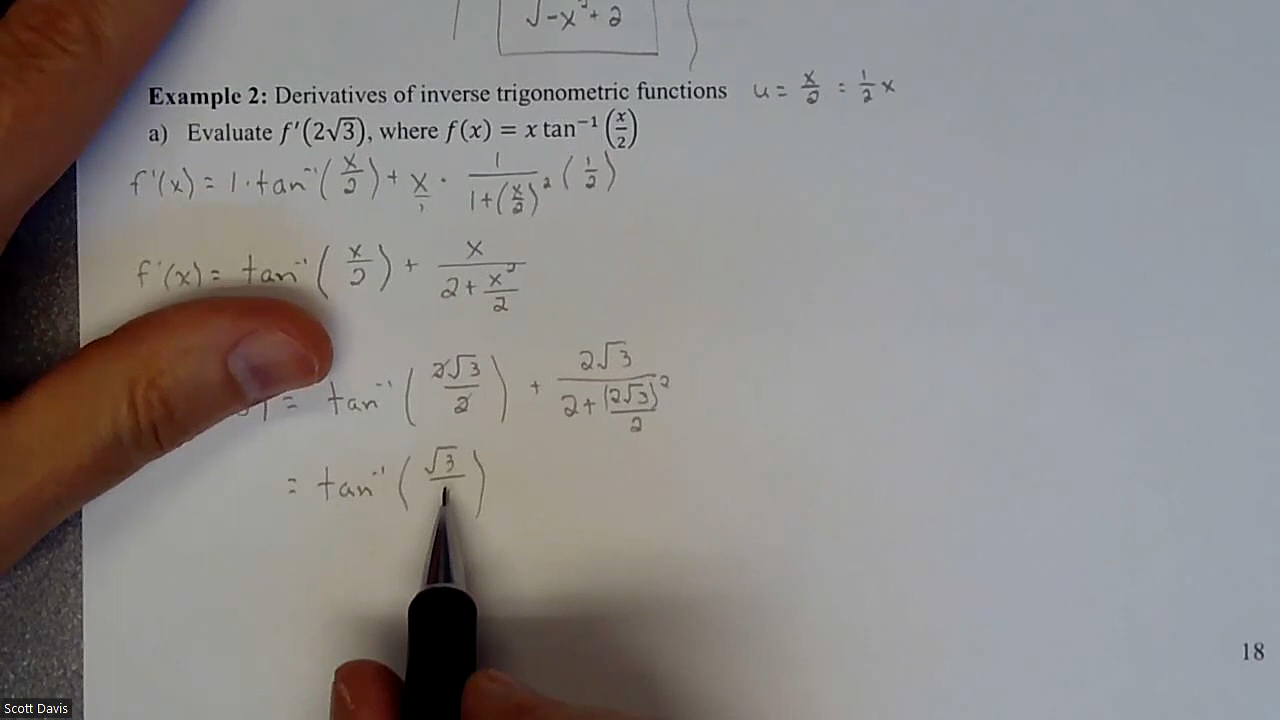 √-x²+2
Example 2: Derivatives of inverse trigonometric functions u = x/2 = 1/2 x
a) Evaluate f′(2√3), where f(x) = x tan⁻¹(x/2)
f'(x) = 1·tan⁻¹(x/2) + x/1 · 1/(1+(x/2)²) (1/2)
f'(x) = tan⁻¹(x/2) + x/(2+x²/2)
= tan⁻¹(2√3/2) + 2√3/(2+(2√3)²/2)
= tan⁻¹(√3/
18
Scott Davis